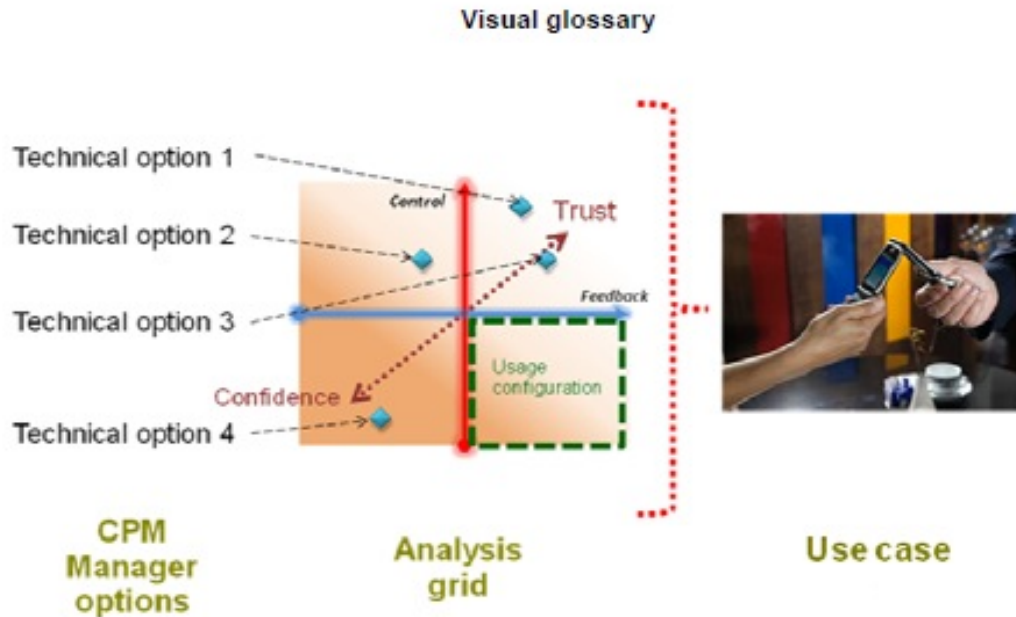 Visual glossary
Technical option 1
Control
Trust
Technical option 2
Feedback
Technical option 3
Usage
configuration
Confidence
Technical option 4
CPM
Manager
options
Analysis
grid
Use case